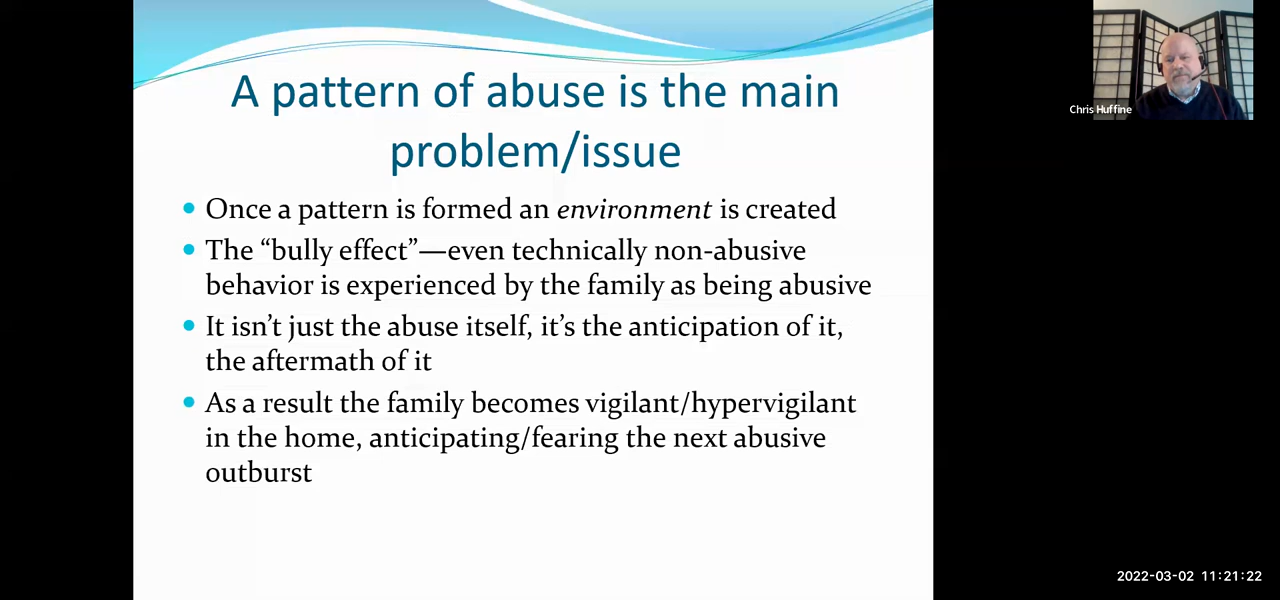 A pattern of abuse is the main
problem/issue
• Once a pattern is formed an environment is created
• The “bully effect”—even technically non-abusive
behavior is experienced by the family as being abusive
• It isn’t just the abuse itself, it’s the anticipation of it,
the aftermath of it
• As a result the family becomes vigilant/hypervigilant
in the home, anticipating/fearing the next abusive
outburst
Chris Huffine
2022-03-02 11:21:22